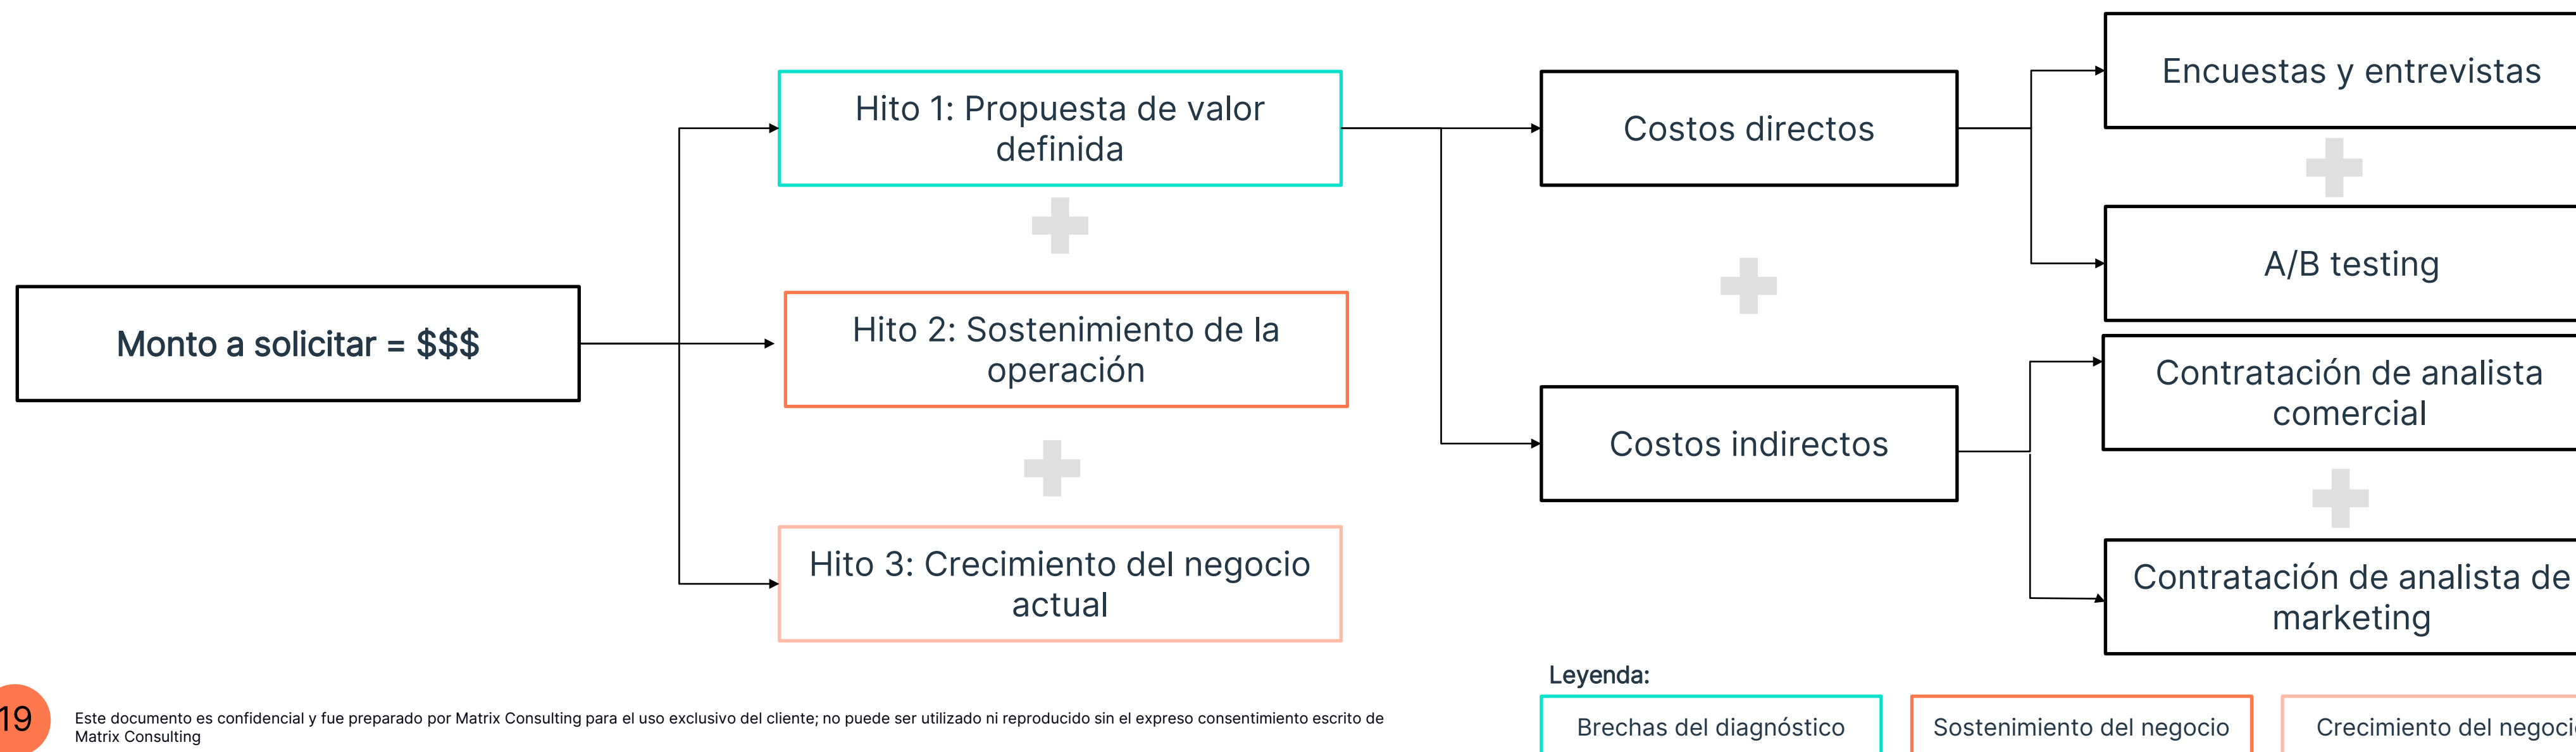 Monto a solicitar = $$$
Hito 1: Propuesta de valor
definida
Hito 2: Sostenimiento de la
operación
Hito 3: Crecimiento del negocio
actual
Costos directos
Costos indirectos
Encuestas y entrevistas
A/B testing
Contratación de analista
comercial
Contratación de analista de
marketing
Leyenda:
Brechas del diagnóstico
Sostenimiento del negocio
Crecimiento del negoci
19
Este documento es confidencial y fue preparado por Matrix Consulting para el uso exclusivo del cliente; no puede ser utilizado ni reproducido sin el expreso consentimiento escrito de
Matrix Consulting